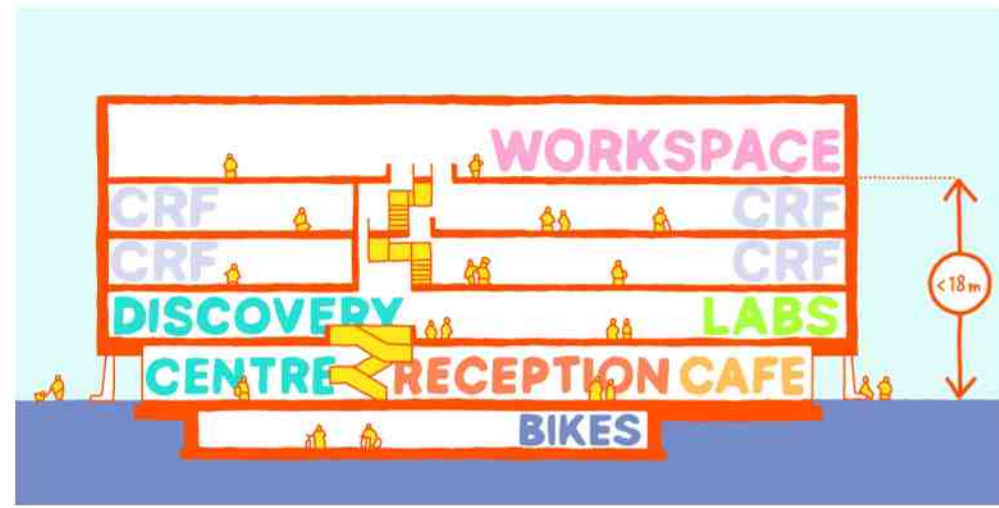 WORKSPACE
CRF CRF
CRF CRF
<18m
DISCOVERY LABS
CENTRE RECEPTION CAFE
BIKES